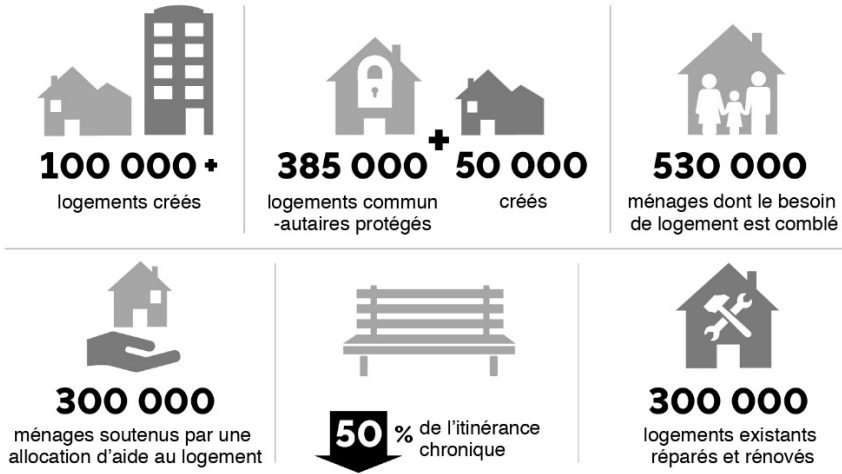 100 000+
logements créés
385 000
logements commun
-autaires protégés
+
50 000
créés
530 000
ménages dont le besoin
de logement est comblé
300 000
ménages soutenus par une
allocation d’aide au logement
50 % de l’itinérance
chronique
300 000
logements existants
réparés et rénovés